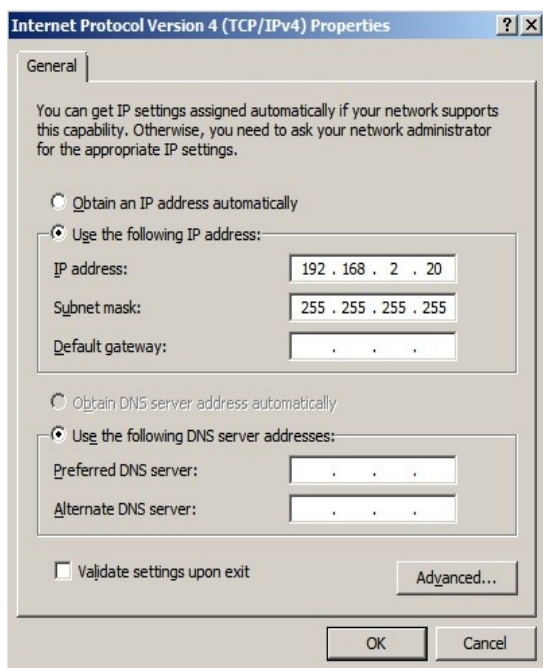 Internet Protocol Version 4 (TCP/IPv4) Properties
General
You can get IP settings assigned automatically if your network supports
this capability. Otherwise, you need to ask your network administrator
for the appropriate IP settings.
Obtain an IP address automatically
Use the following IP address:
IP address: 192 . 168 . 2 . 20
Subnet mask: 255 . 255 . 255 . 255
Default gateway: . . .
Obtain DNS server address automatically
Use the following DNS server addresses:
Preferred DNS server: . . .
Alternate DNS server: . . .
Validate settings upon exit
Advanced...
OK Cancel